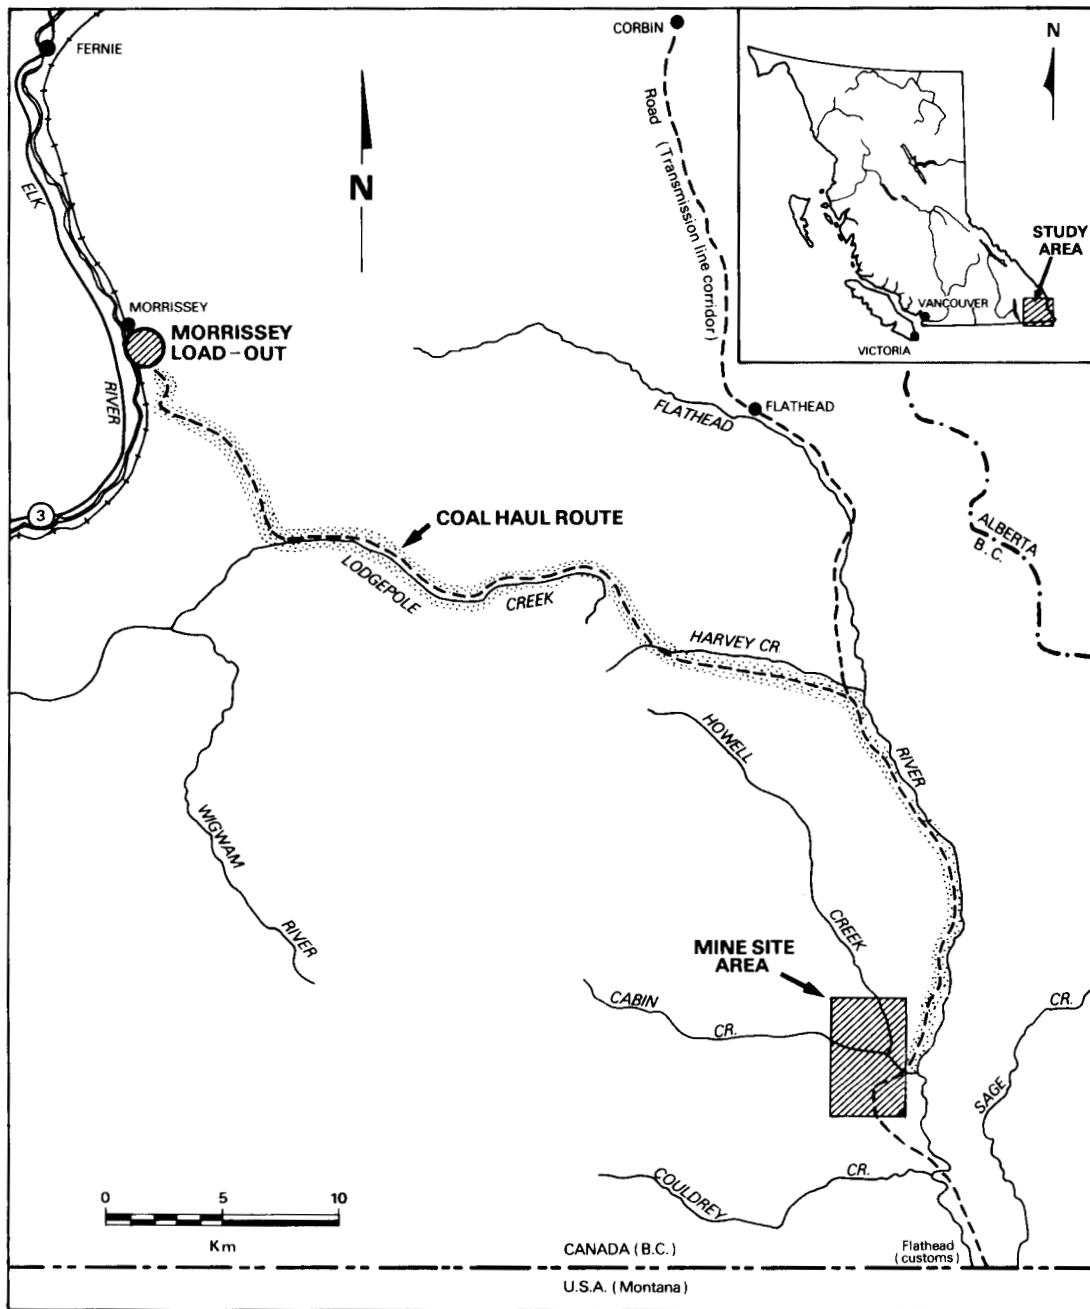 FERNIE
CORBIN
N
N
ELK
RIVER
Road (Transmission line corridor)
STUDY
AREA
VANCOUVER
VICTORIA
MORRISSEY
MORRISSEY
LOAD-OUT
FLATHEAD
FLATHEAD
RIVER
3
COAL HAUL ROUTE
ALBERTA
B.C.
LODGEPOLE
CREEK
HARVEY CR.
HOWELL
CREEK
WIGWAM
RIVER
MINE SITE
AREA
CABIN
CR.
CR.
SAGE
COULDREY
CR.
0 5 10
Km
CANADA (B.C.)
Flathead
(customs)
U.S.A. (Montana)